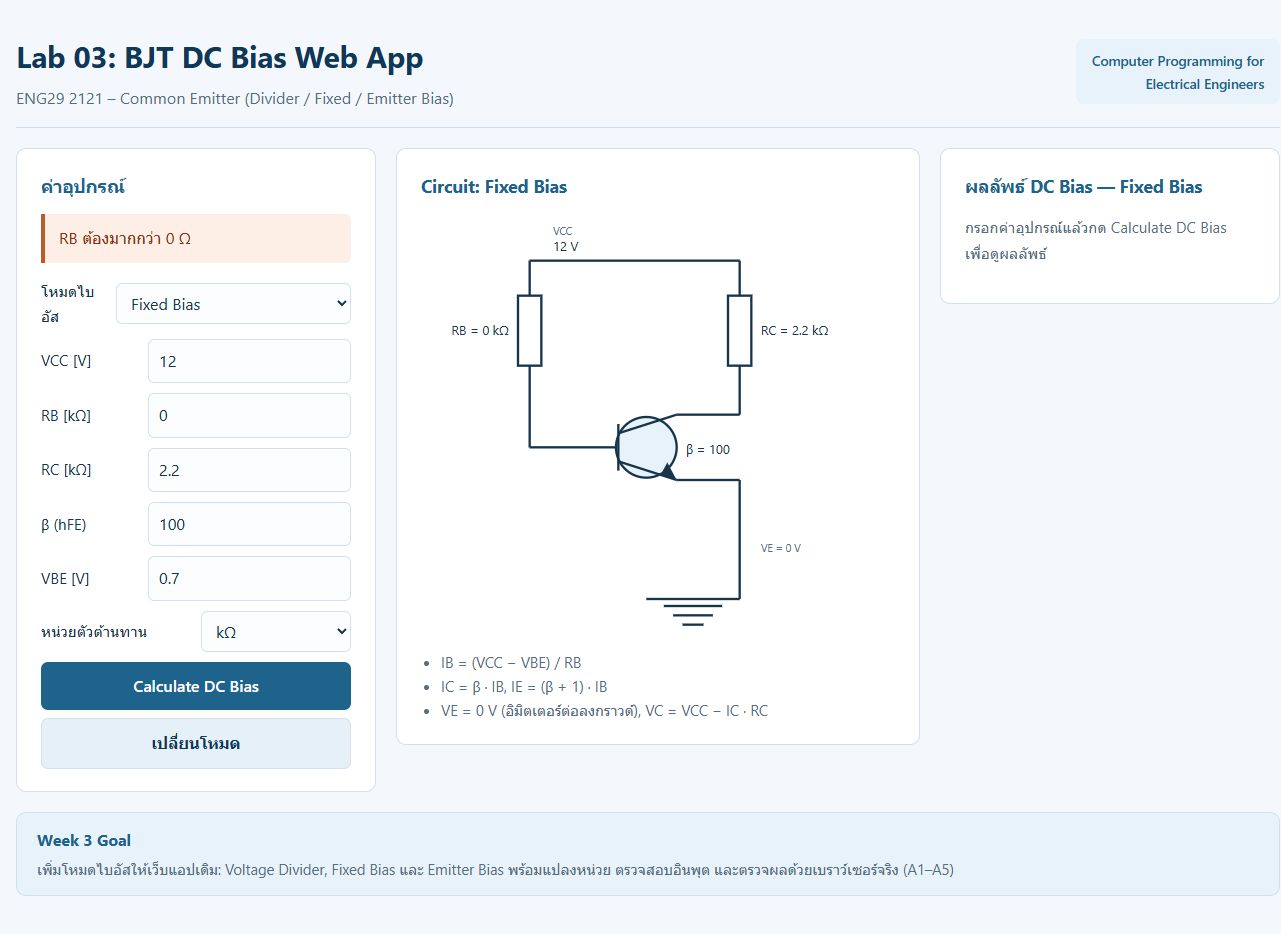 Lab 03: BJT DC Bias Web App
ENG29 2121 – Common Emitter (Divider / Fixed / Emitter Bias)
Computer Programming for
Electrical Engineers
ค่าอุปกรณ์
RB ต้องมากกว่า 0 Ω
โหมดไบ
อัส
Fixed Bias
VCC [V]
12
RB [kΩ]
0
RC [kΩ]
2.2
β (hFE)
100
VBE [V]
0.7
หน่วยตัวต้านทาน
kΩ
Calculate DC Bias
เปลี่ยนโหมด
Circuit: Fixed Bias
VCC
12 V
RB = 0 kΩ
RC = 2.2 kΩ
β = 100
VE = 0 V
• IB = (VCC − VBE) / RB
• IC = β · IB, IE = (β + 1) · IB
• VE = 0 V (อิมิตเตอร์ต่อลงกราวด์), VC = VCC − IC · RC
ผลลัพธ์ DC Bias — Fixed Bias
กรอกค่าอุปกรณ์แล้วกด Calculate DC Bias
เพื่อดูผลลัพธ์
Week 3 Goal
เพิ่มโหมดไบอัสให้เว็บแอปเดิม: Voltage Divider, Fixed Bias และ Emitter Bias พร้อมแปลงหน่วย ตรวจสอบอินพุต และตรวจผลด้วยเบราว์เซอร์จริง (A1–A5)